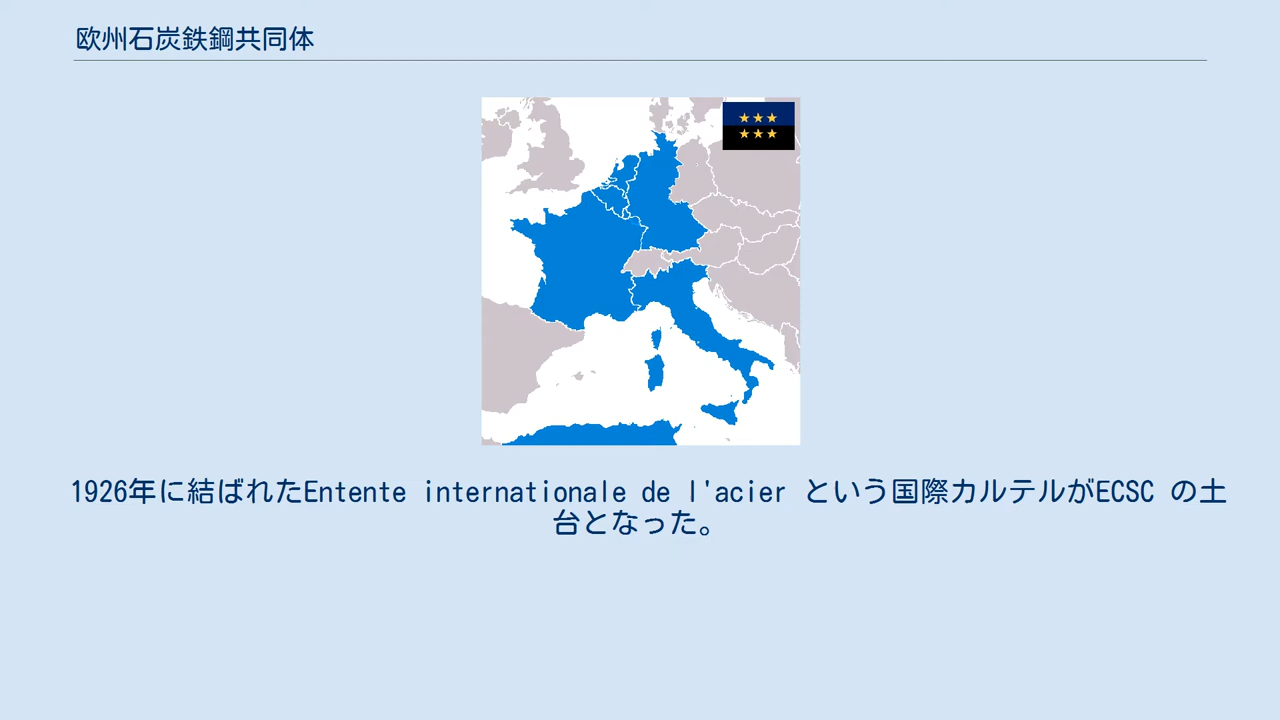 欧州石炭鉄鋼共同体
1926年に結ばれたEntente internationale de l'acier という国際カルテルがECSC の土
台となった。